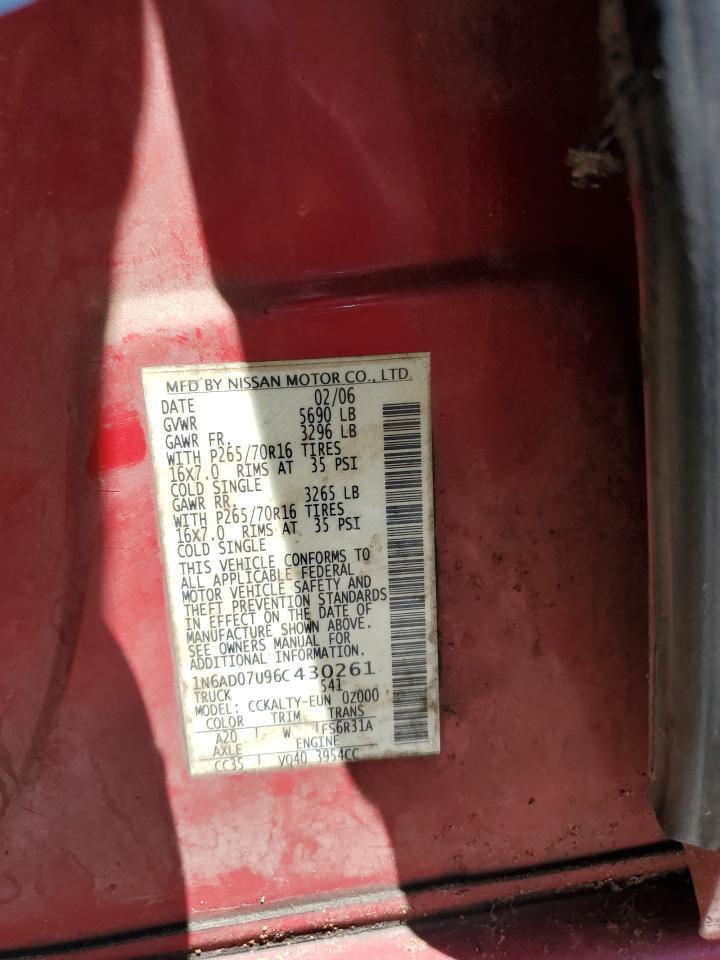 MFD BY NISSAN MOTOR CO., LTD.
DATE 02/06
GVWR 5690 LB
GAWR FR. 3296 LB
WITH P265/70R16 TIRES
16X7.0 RIMS AT 35 PSI
COLD SINGLE
GAWR RR. 3265 LB
WITH P265/70R16 TIRES
16X7.0 RIMS AT 35 PSI
COLD SINGLE
THIS VEHICLE CONFORMS TO
ALL APPLICABLE FEDERAL
MOTOR VEHICLE SAFETY AND
THEFT PREVENTION STANDARDS
IN EFFECT ON THE DATE OF
MANUFACTURE SHOWN ABOVE.
SEE OWNERS MANUAL FOR
ADDITIONAL INFORMATION.
1N6AD07U96C430261
TRUCK 541
MODEL: CCKALTY-EUN 0Z000
COLOR TRIM TRANS
A20 W FS6R31A
AXLE ENGINE
CC35 VQ40 3954CC